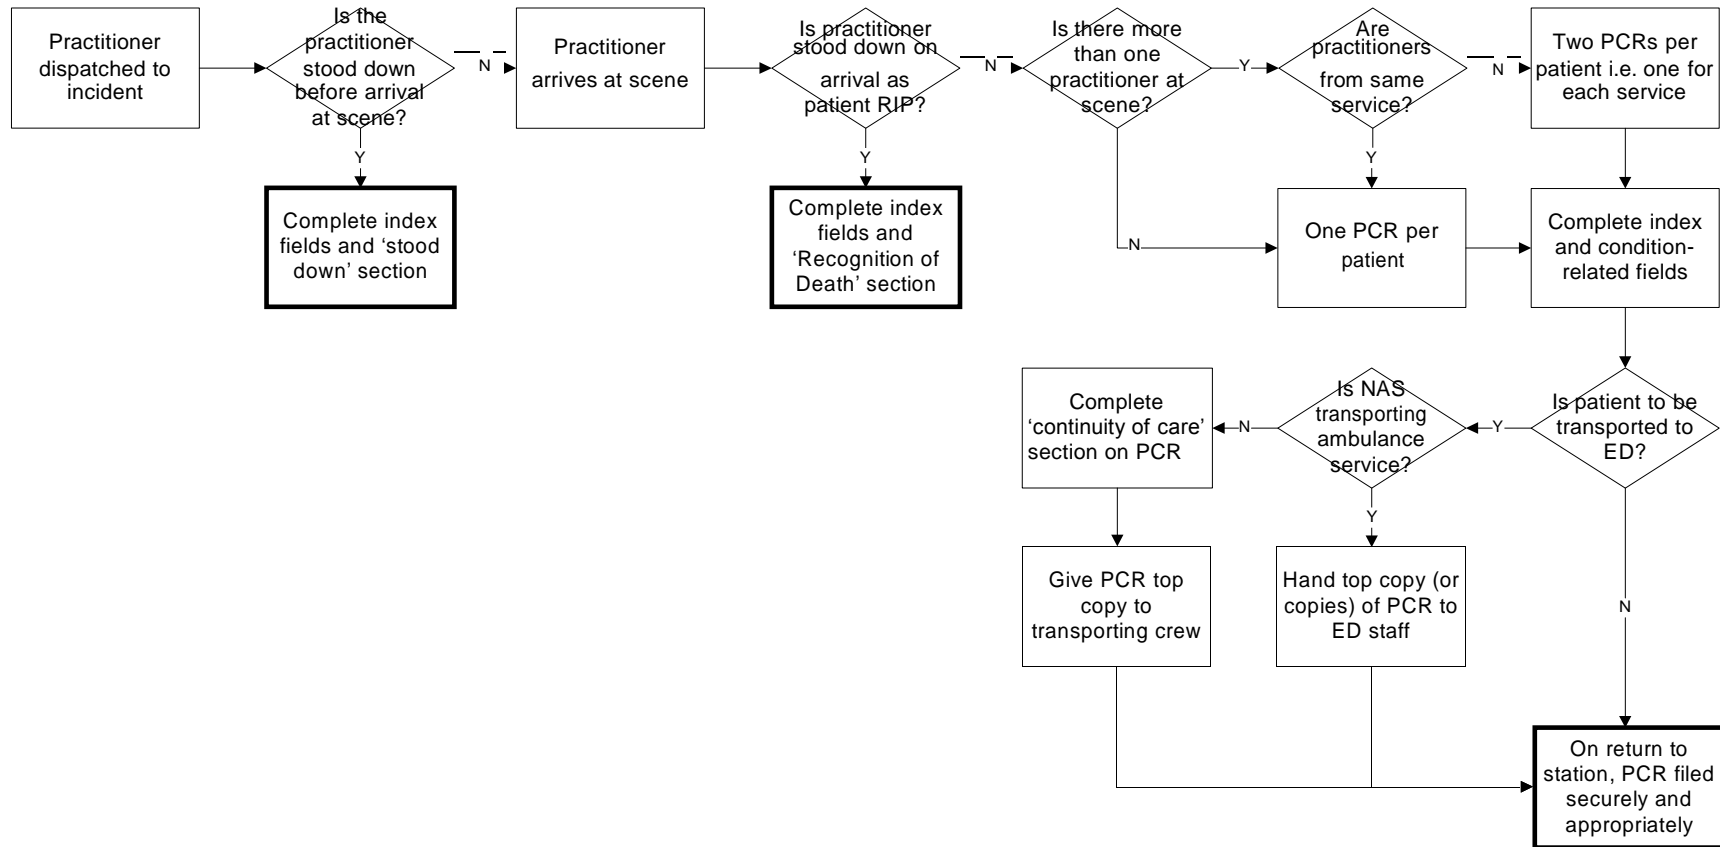 Practitioner
dispatched to
incident
Is the
practitioner
stood down
before arrival
at scene?
N
Practitioner
arrives at scene
Is practitioner
stood down on
arrival as
patient RIP?
N
Is there more
than one
practitioner at
scene?
Y
Are
practitioners
from same
service?
N
Two PCRs per
patient i.e. one for
each service
Y
Y
Y
Complete index
fields and ‘stood
down’ section
Complete index
fields and
‘Recognition of
Death’ section
N
One PCR per
patient
Complete index
and condition-
related fields
Complete
‘continuity of care’
section on PCR
N
Is NAS
transporting
ambulance
service?
Y
Is patient to be
transported to
ED?
Y
Give PCR top
copy to
transporting crew
Hand top copy (or
copies) of PCR to
ED staff
N
On return to
station, PCR filed
securely and
appropriately